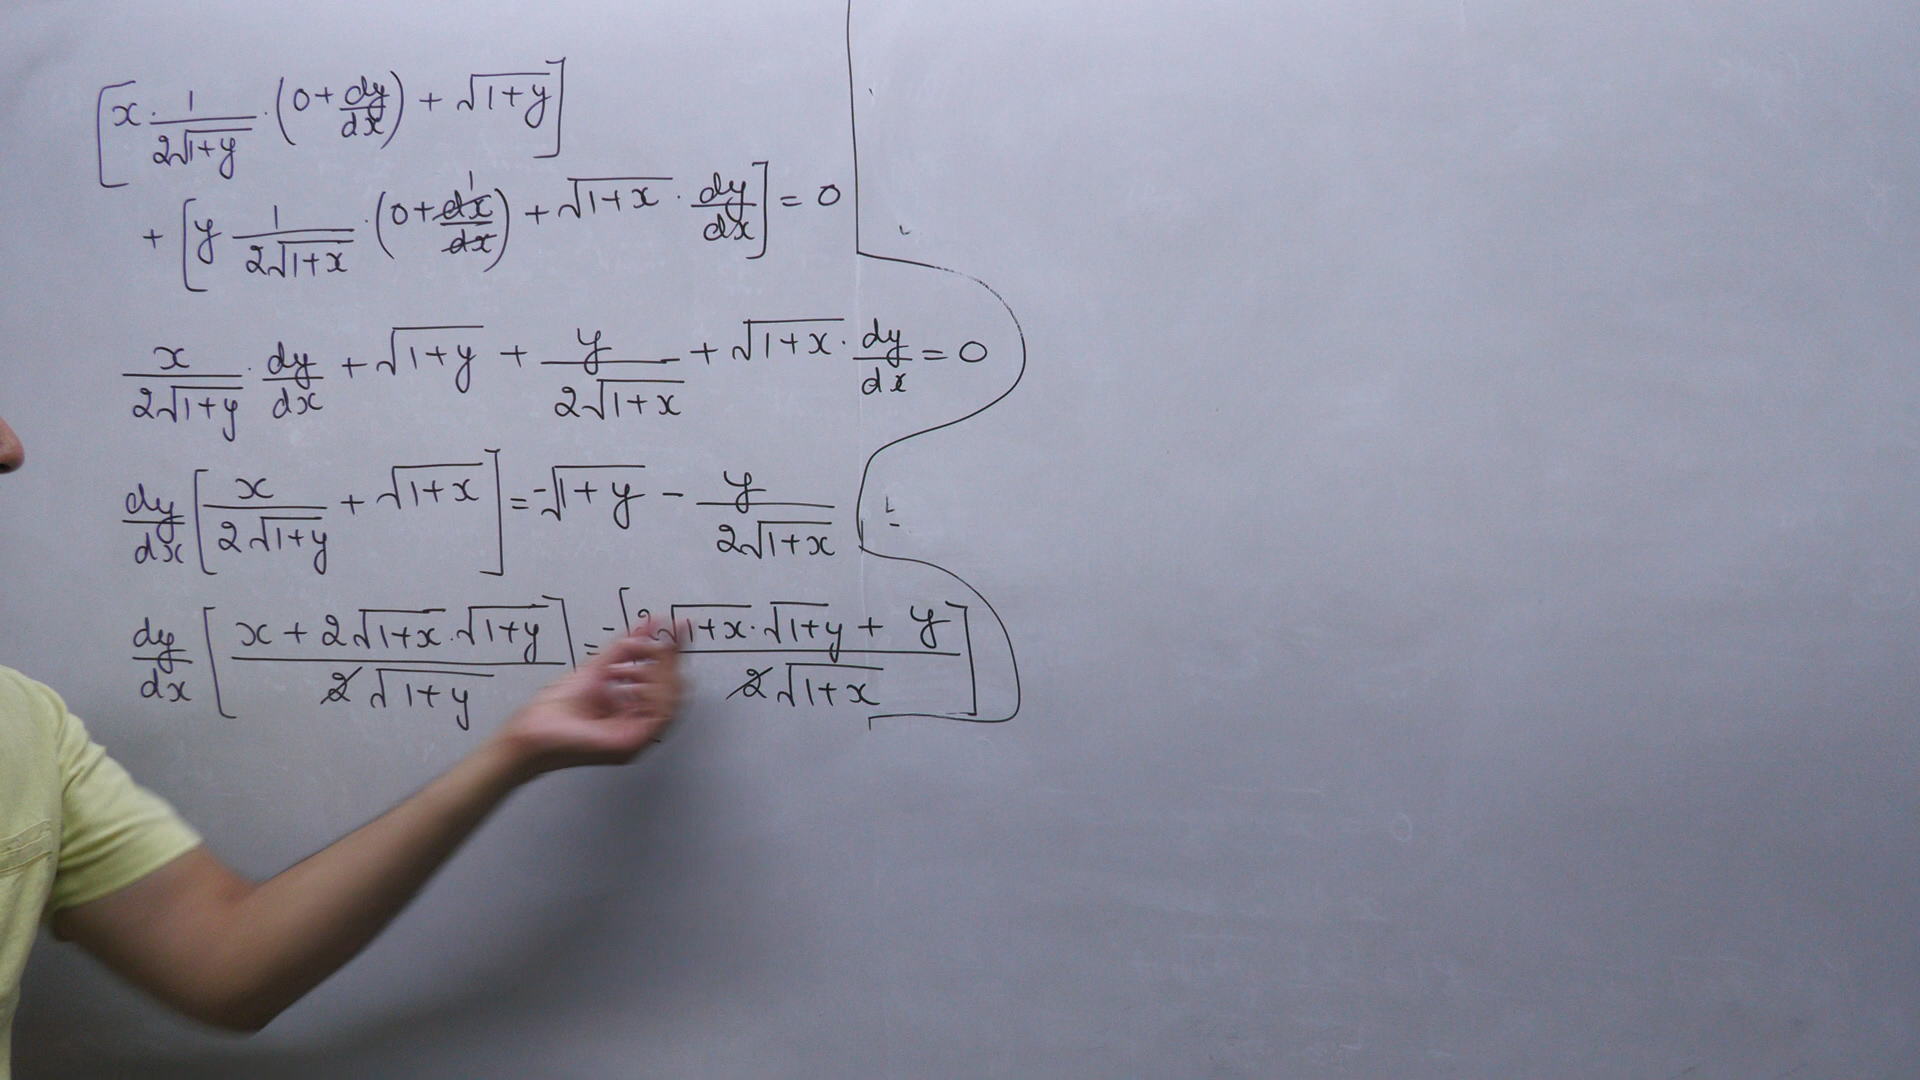 [x · 1/(2√(1+y)) · (0 + dy/dx) + √(1+y)]
+ [y 1/(2√(1+x)) · (0 + dx/dx 1) + √(1+x) · dy/dx] = 0
x/(2√(1+y)) · dy/dx + √(1+y) + y/(2√(1+x)) + √(1+x) · dy/dx = 0
dy/dx [x/(2√(1+y)) + √(1+x)] = -√(1+y) - y/(2√(1+x))
dy/dx [(x + 2√(1+x) · √(1+y))/(2√(1+y))] = -[(2√(1+x) · √(1+y) + y)/(2√(1+x))]